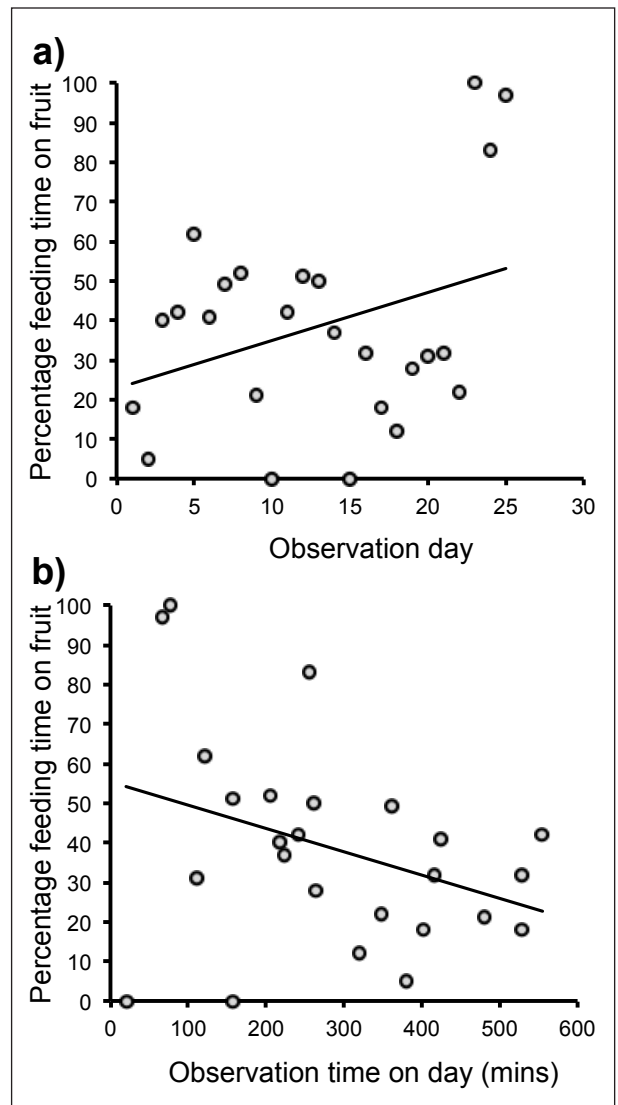 a)
Percentage feeding time on fruit
100
90
80
70
60
50
40
30
20
10
0
0 5 10 15 20 25 30
Observation day
b)
Percentage feeding time on fruit
100
90
80
70
60
50
40
30
20
10
0
0 100 200 300 400 500 600
Observation time on day (mins)